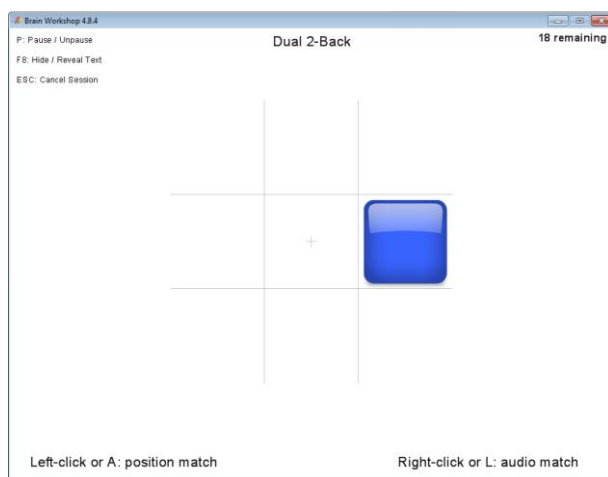 Brain Workshop 4.8.4
P: Pause / Unpause
Dual 2-Back
18 remaining
F8: Hide / Reveal Text
ESC: Cancel Session
Left-click or A: position match
Right-click or L: audio match